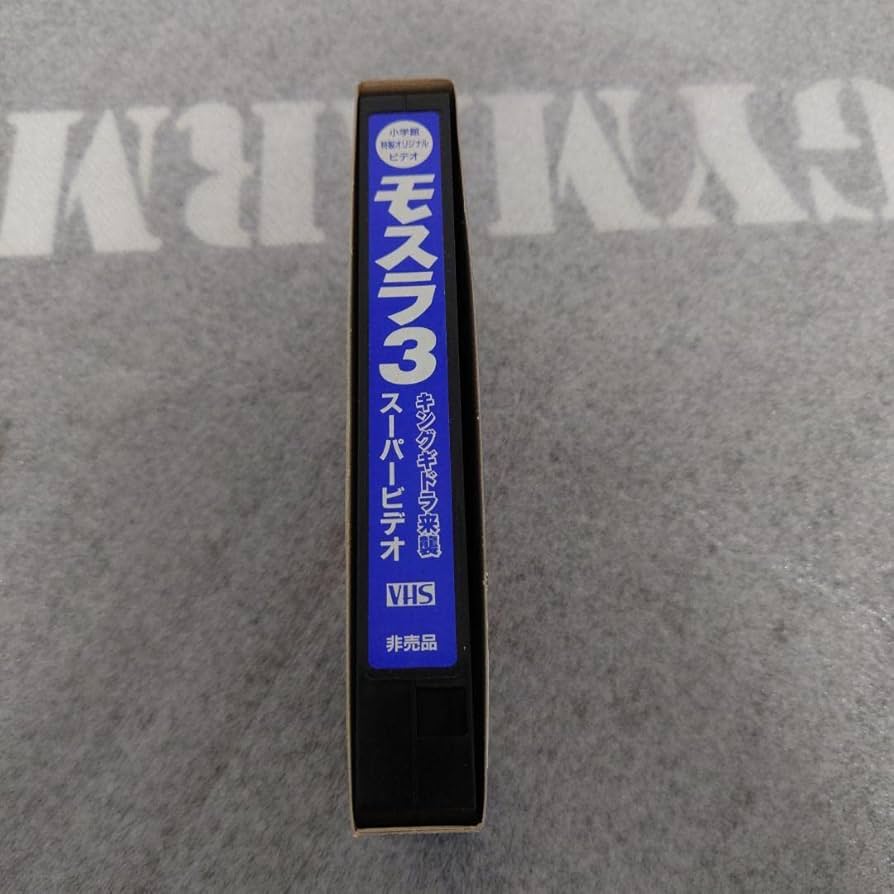 小学館
特製オリジナル
ビデオ
モスラ3
キングギドラ来襲
スーパービデオ
VHS
非売品